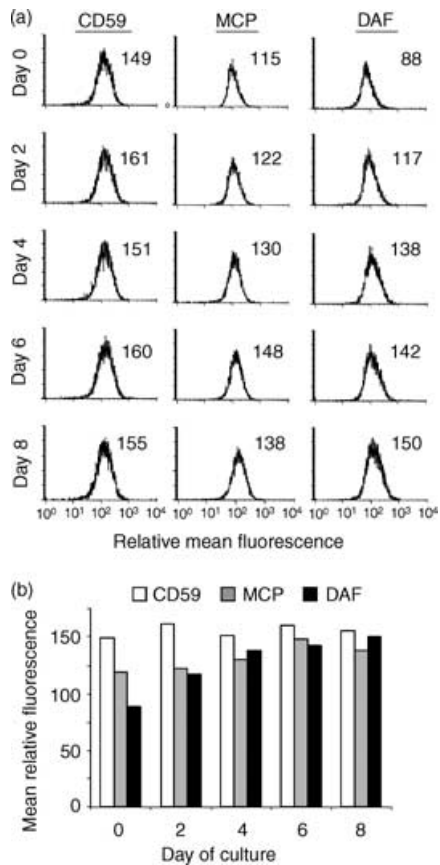 (a) CD59 MCP DAF
Day 0 149 115 88
Day 2 161 122 117
Day 4 151 130 138
Day 6 160 148 142
Day 8 155 138 150
10⁰ 10¹ 10² 10³ 10⁴ 10⁰ 10¹ 10² 10³ 10⁴ 10⁰ 10¹ 10² 10³ 10⁴
Relative mean fluorescence
(b) CD59 MCP DAF
Mean relative fluorescence
150
100
50
0
0 2 4 6 8
Day of culture